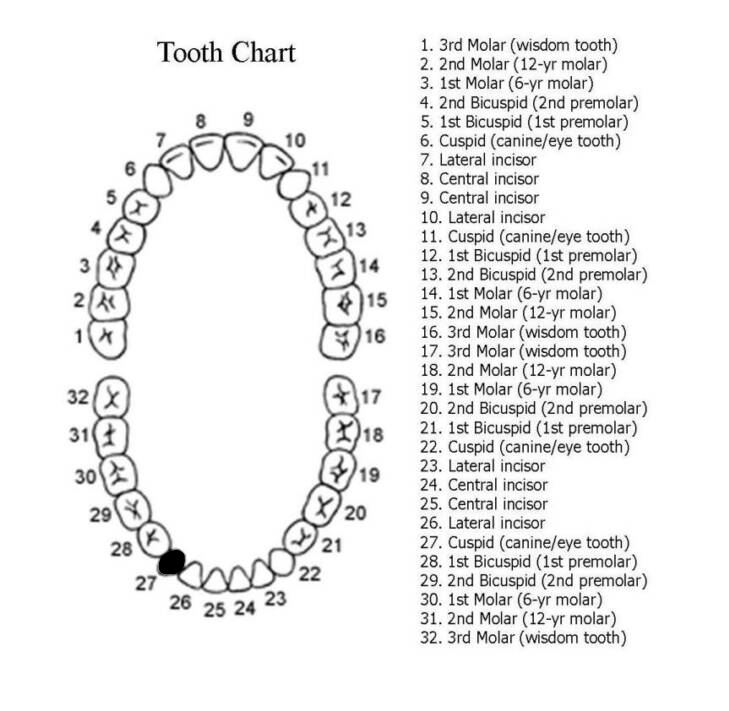 Tooth Chart
1. 3rd Molar (wisdom tooth)
2. 2nd Molar (12-yr molar)
3. 1st Molar (6-yr molar)
4. 2nd Bicuspid (2nd premolar)
5. 1st Bicuspid (1st premolar)
6. Cuspid (canine/eye tooth)
7. Lateral incisor
8. Central incisor
9. Central incisor
10. Lateral incisor
11. Cuspid (canine/eye tooth)
12. 1st Bicuspid (1st premolar)
13. 2nd Bicuspid (2nd premolar)
14. 1st Molar (6-yr molar)
15. 2nd Molar (12-yr molar)
16. 3rd Molar (wisdom tooth)
17. 3rd Molar (wisdom tooth)
18. 2nd Molar (12-yr molar)
19. 1st Molar (6-yr molar)
20. 2nd Bicuspid (2nd premolar)
21. 1st Bicuspid (1st premolar)
22. Cuspid (canine/eye tooth)
23. Lateral incisor
24. Central incisor
25. Central incisor
26. Lateral incisor
27. Cuspid (canine/eye tooth)
28. 1st Bicuspid (1st premolar)
29. 2nd Bicuspid (2nd premolar)
30. 1st Molar (6-yr molar)
31. 2nd Molar (12-yr molar)
32. 3rd Molar (wisdom tooth)
1
2
3
4
5
6
7
8
9
10
11
12
13
14
15
16
17
18
19
20
21
22
23
24
25
26
27
28
29
30
31
32